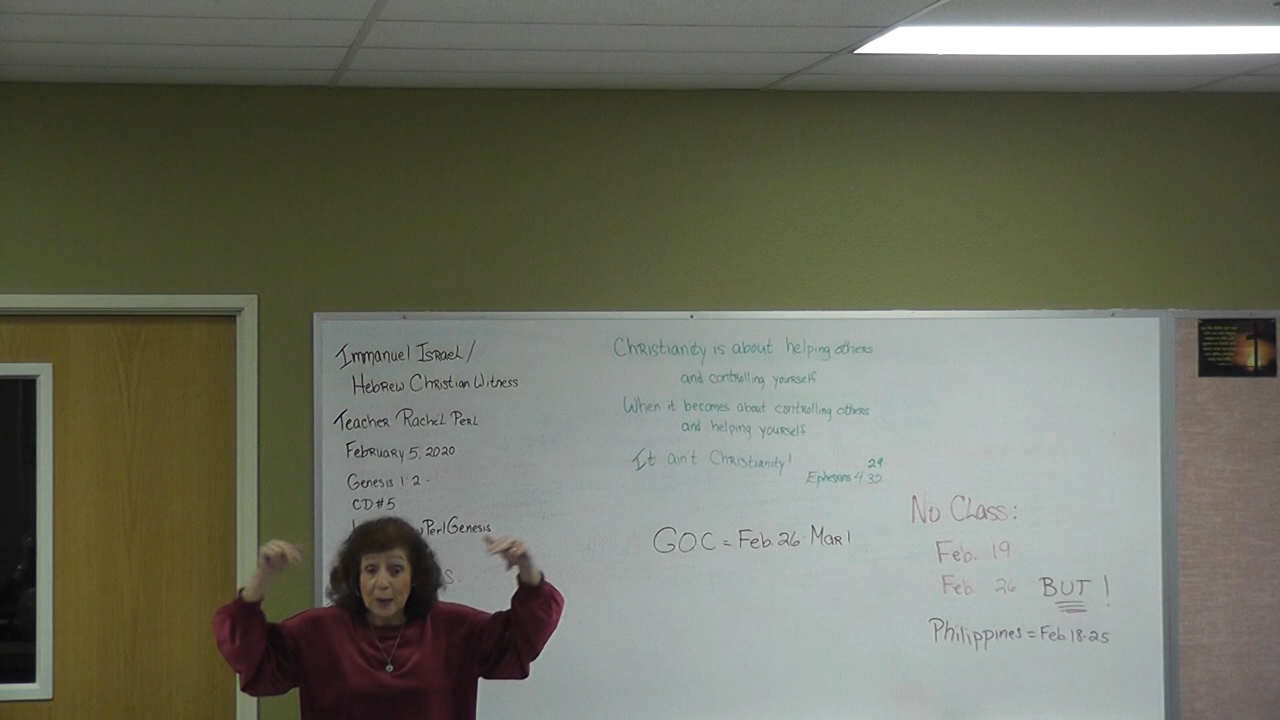 Immanuel Israel /
Hebrew Christian Witness
Teacher Rachel Perl
February 5, 2020
Genesis 1:2 -
CD #5
PerlGenesis
S.
Christianity is about helping others
and controlling yourself
When it becomes about controlling others
and helping yourself
It ain't Christianity!
29
Ephesians 4:32
GOC = Feb. 26 - Mar 1
No Class:
Feb. 19
Feb. 26 BUT!
Philippines = Feb. 18-25